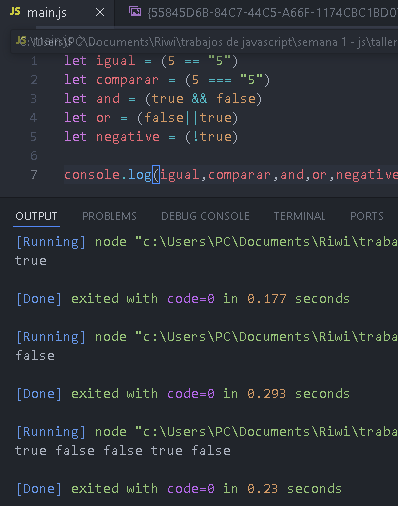 JS main.js
{55845D6B-84C7-44C5-A66F-1174CBC1BD0
C:\Users\PC\Documents\Riwi\trabajos de javascript\semana 1 - js\taller
1 let igual = (5 == "5")
2 let comparar = (5 === "5")
3 let and = (true && false)
4 let or = (false||true)
5 let negative = (!true)
6
7 console.log(igual,comparar,and,or,negative
OUTPUT PROBLEMS DEBUG CONSOLE TERMINAL PORTS
[Running] node "c:\Users\PC\Documents\Riwi\traba
true
[Done] exited with code=0 in 0.177 seconds
[Running] node "c:\Users\PC\Documents\Riwi\traba
false
[Done] exited with code=0 in 0.293 seconds
[Running] node "c:\Users\PC\Documents\Riwi\traba
true false false true false
[Done] exited with code=0 in 0.23 seconds